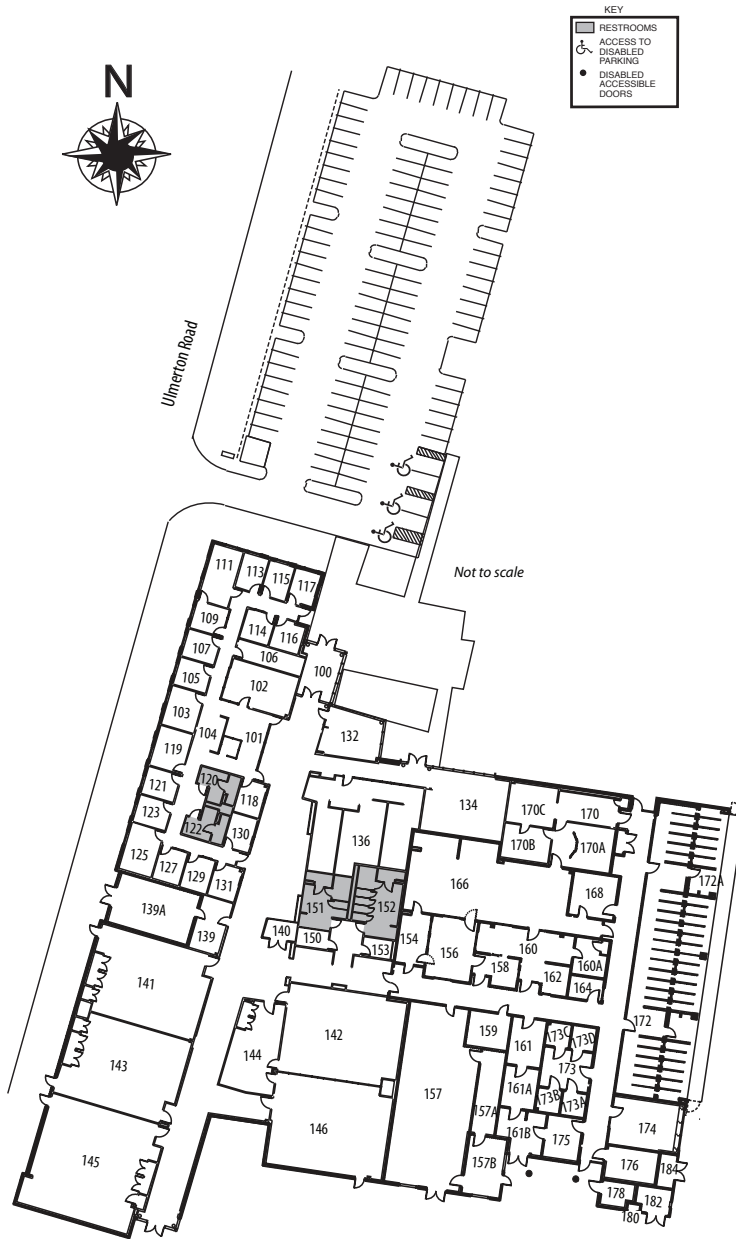 KEY
RESTROOMS
ACCESS TO
DISABLED
PARKING
DISABLED
ACCESSIBLE
DOORS
N
Ulmerton Road
Not to scale
111
113
115
117
109
114
116
107
106
105
102
100
103
104
101
132
119
120
121
118
123
122
130
125
127
129
131
139A
139
134
136
170C
170
170B
170A
166
168
172A
151
152
140
150
153
154
156
160
158
162
160A
164
141
142
143
144
146
145
157
159
161
173C
173D
173
161A
173B
173A
157A
161B
175
157B
172
174
176
184
178
182
180